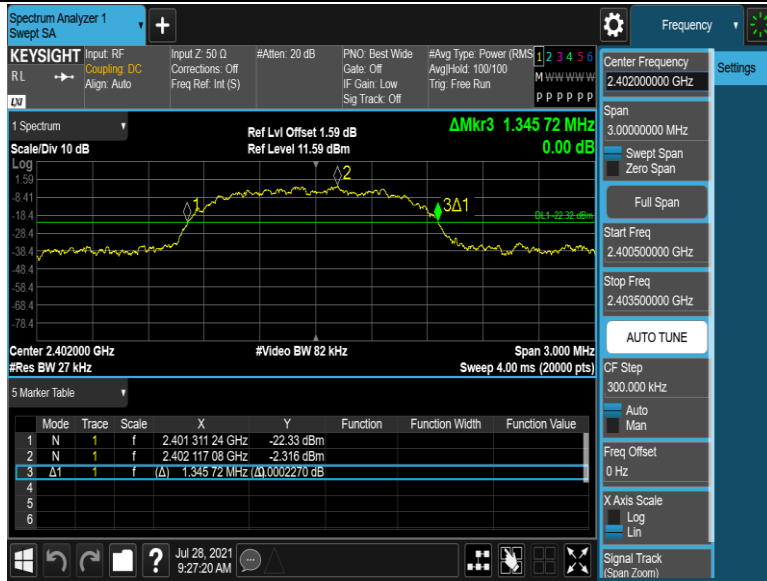 Spectrum Analyzer 1
Swept SA
Frequency
KEYSIGHT Input: RF Input Z: 50 Ω #Atten: 20 dB PNO: Best Wide #Avg Type: Power (RMS 1 2 3 4 5 6
RL Coupling: DC Corrections: Off Gate: Off Avg|Hold: 100/100 M W W W W W
Align: Auto Freq Ref: Int (S) IF Gain: Low Trig: Free Run
LXI Sig Track: Off P P P P P P
1 Spectrum Ref Lvl Offset 1.59 dB ΔMkr3 1.345 72 MHz
Scale/Div 10 dB Ref Level 11.59 dBm 0.00 dB
Log
1.59
-8.41
-18.4
-28.4
-38.4
-48.4
-58.4
-68.4
-78.4
1
2
3Δ1
DL1 -22.32 dBm
Center 2.402000 GHz #Video BW 82 kHz Span 3.000 MHz
#Res BW 27 kHz Sweep 4.00 ms (20000 pts)
5 Marker Table
Mode Trace Scale X Y Function Function Width Function Value
1 N 1 f 2.401 311 24 GHz -22.33 dBm
2 N 1 f 2.402 117 08 GHz -2.316 dBm
3 Δ1 1 f (Δ) 1.345 72 MHz (Δ) 0.0002270 dB
4
5
6
Center Frequency
2.402000000 GHz
Settings
Span
3.00000000 MHz
Swept Span
Zero Span
Full Span
Start Freq
2.400500000 GHz
Stop Freq
2.403500000 GHz
AUTO TUNE
CF Step
300.000 kHz
Auto
Man
Freq Offset
0 Hz
X Axis Scale
Log
Lin
Signal Track
(Span Zoom)
? Jul 28, 2021
9:27:20 AM